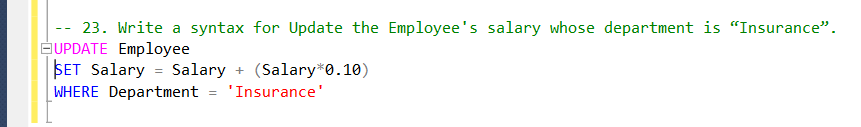 -- 23. Write a syntax for Update the Employee's salary whose department is “Insurance”.
UPDATE Employee
SET Salary = Salary + (Salary*0.10)
WHERE Department = 'Insurance'